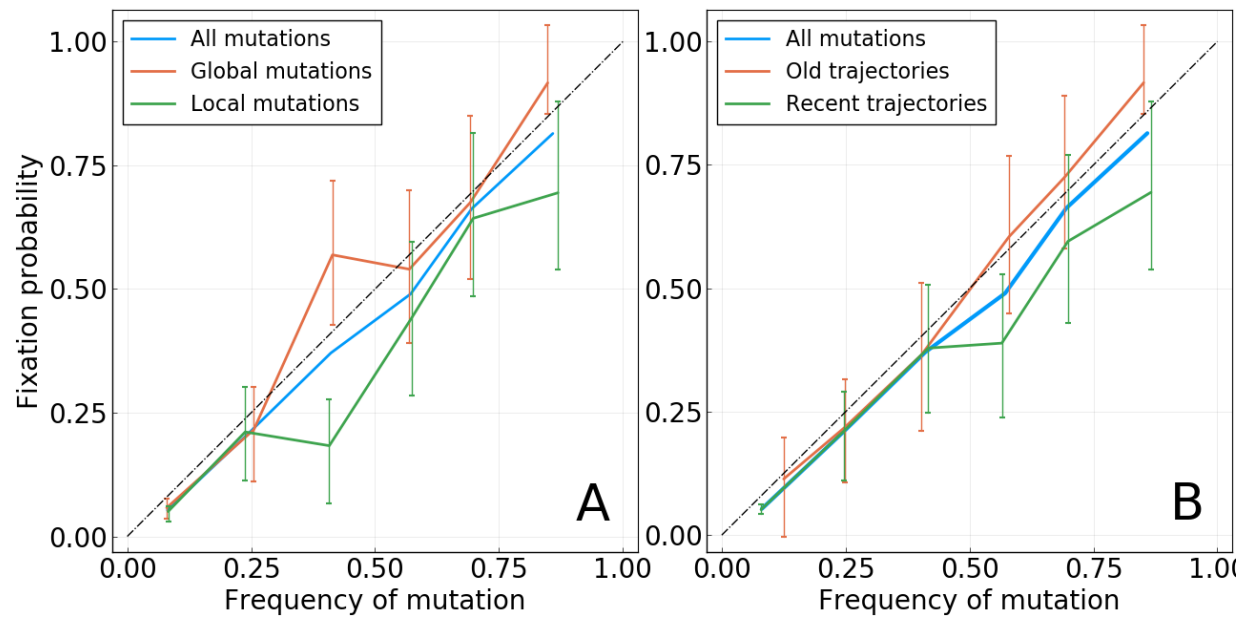 All mutations
Global mutations
Local mutations
1.00
0.75
0.50
0.25
0.00
Fixation probability
A
0.00 0.25 0.50 0.75 1.00
Frequency of mutation
All mutations
Old trajectories
Recent trajectories
1.00
0.75
0.50
0.25
0.00
B
0.00 0.25 0.50 0.75 1.00
Frequency of mutation